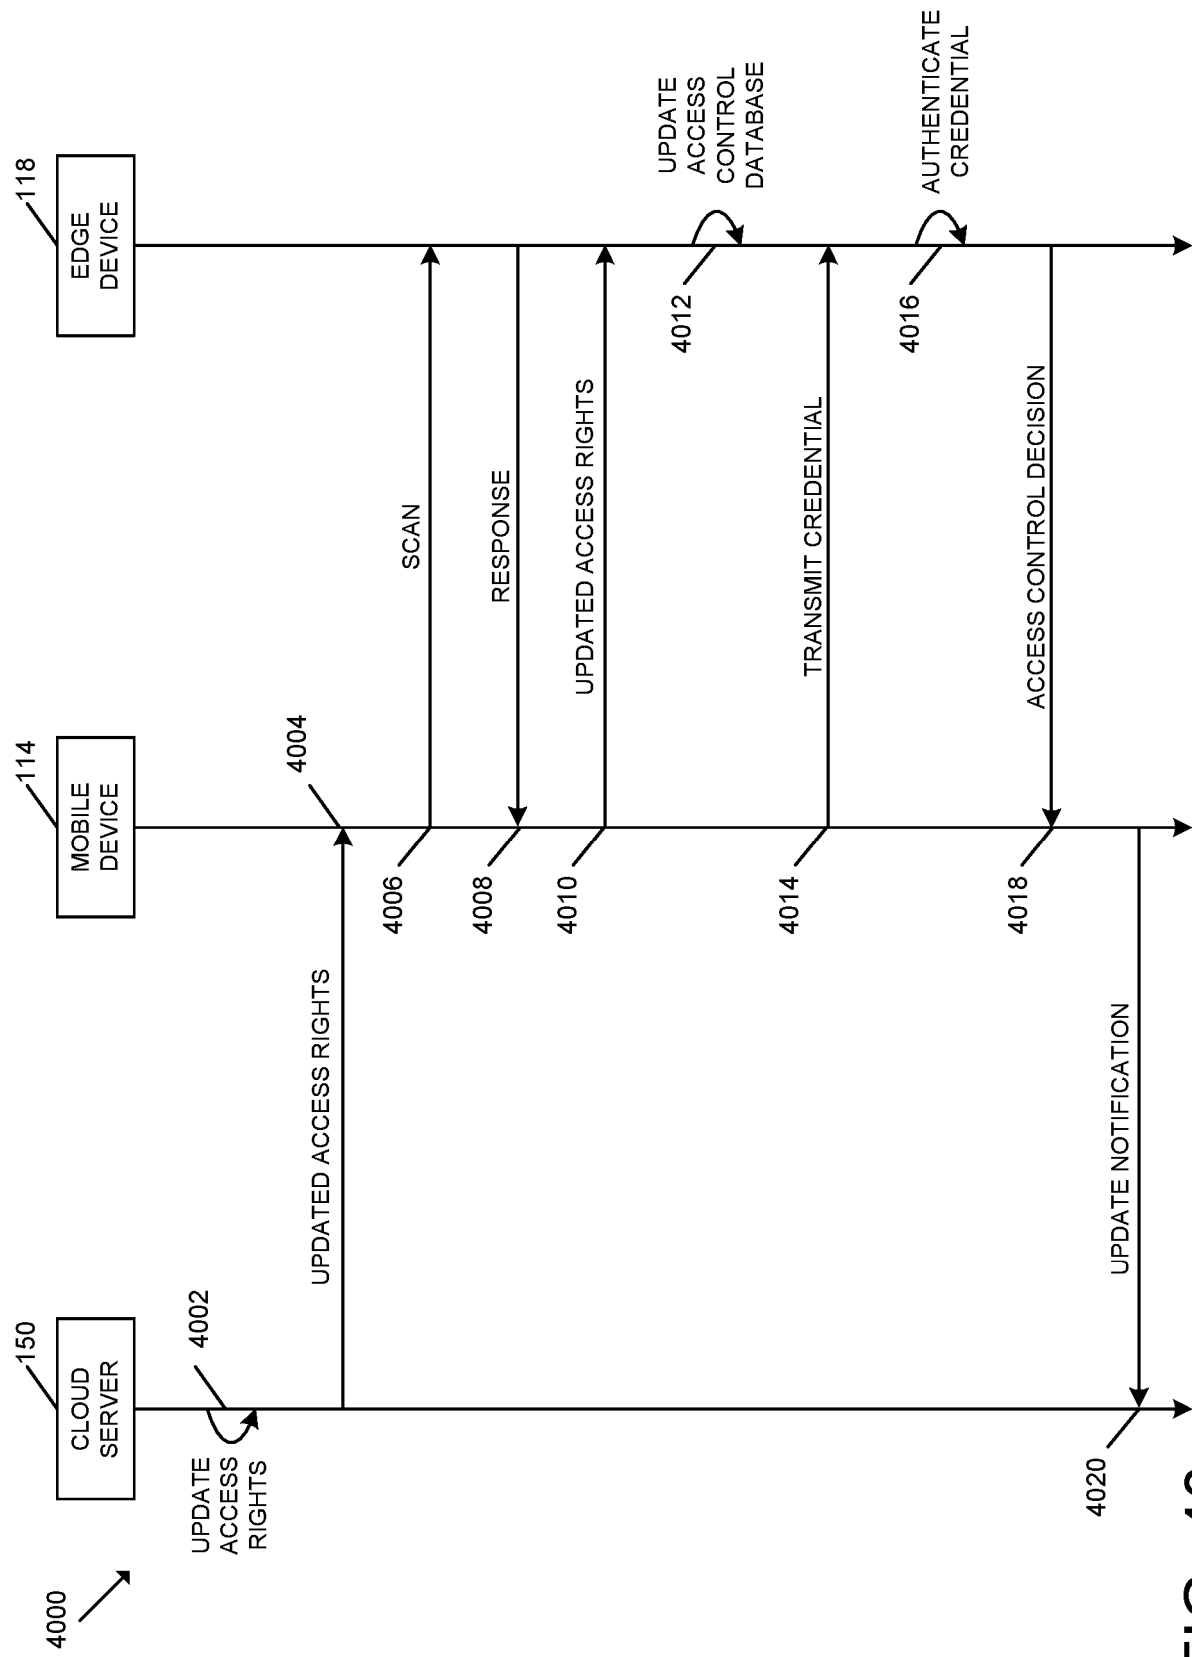 4000
150
CLOUD
SERVER
114
MOBILE
DEVICE
118
EDGE
DEVICE
UPDATE
ACCESS
RIGHTS
4002
UPDATED ACCESS RIGHTS
4004
4006
SCAN
4008
RESPONSE
4010
UPDATED ACCESS RIGHTS
4012
UPDATE
ACCESS
CONTROL
DATABASE
4014
TRANSMIT CREDENTIAL
4016
AUTHENTICATE
CREDENTIAL
4018
ACCESS CONTROL DECISION
4020
UPDATE NOTIFICATION